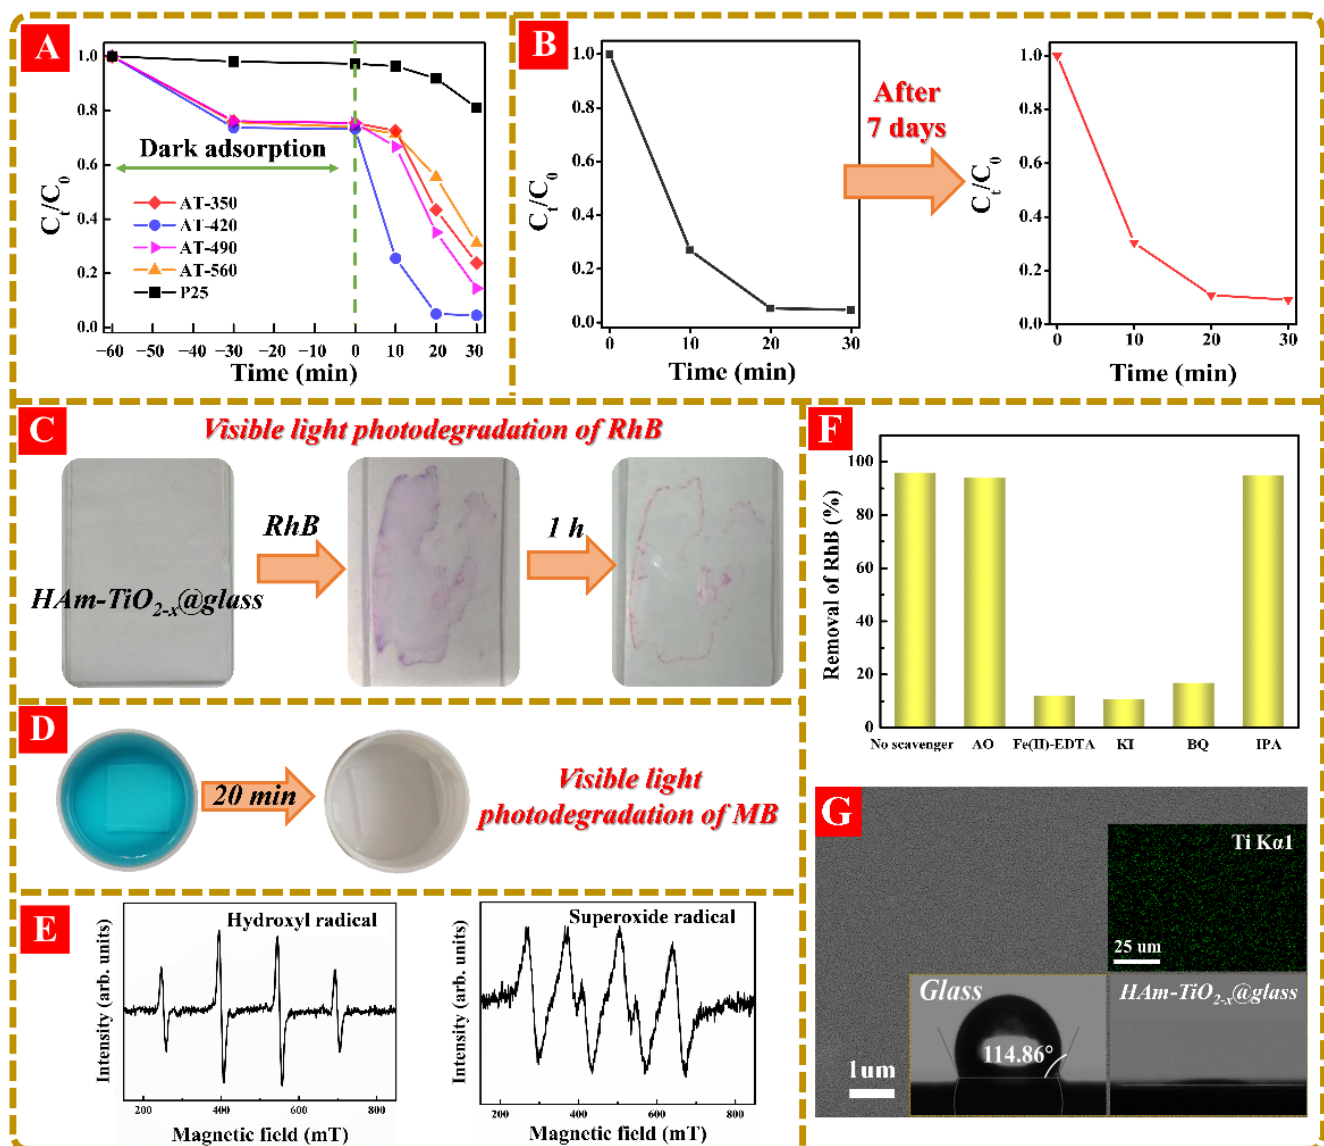 A
1.0
0.8
0.6
0.4
0.2
0.0
Ct/C0
Dark adsorption
AT-350
AT-420
AT-490
AT-560
P25
−60 −50 −40 −30 −20 −10 0 10 20 30
Time (min)
B
1.0
0.8
0.6
0.4
0.2
0.0
Ct/C0
0 10 20 30
Time (min)
After
7 days
1.0
0.8
0.6
0.4
0.2
0.0
Ct/C0
0 10 20 30
Time (min)
C
Visible light photodegradation of RhB
HAm-TiO2-x@glass
RhB
1 h
D
20 min
Visible light
photodegradation of MB
E
Hydroxyl radical
Intensity (arb. units)
200 400 600 800
Magnetic field (mT)
Superoxide radical
Intensity (arb. units)
200 400 600 800
Magnetic field (mT)
F
100
80
60
40
20
0
Removal of RhB (%)
No scavenger AO Fe(II)-EDTA KI BQ IPA
G
Ti Kα1
25 um
Glass
114.86°
HAm-TiO2-x@glass
1um